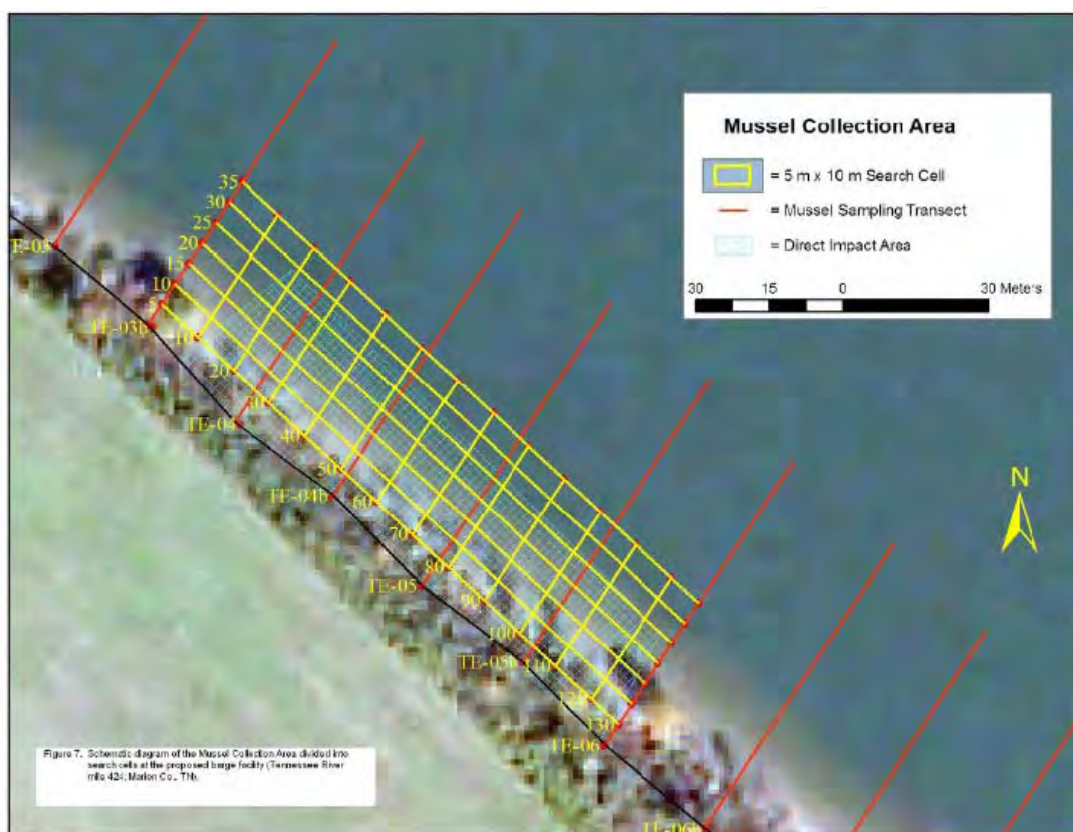 Mussel Collection Area
= 5 m x 10 m Search Cell
= Mussel Sampling Transect
= Direct Impact Area
30 15 0 30 Meters
N
35
30
25
20
15
10
5
E-03
TE-03b
10
20
30
TE-04
40
50
TE-04b
60
70
80
TE-05
90
100
TE-05b
110
120
130
TE-06
TE-06b
Figure 7. Schematic diagram of the Mussel Collection Area divided into
search cells at the proposed barge facility (Tennessee River
mile 424; Marion Co., TN).